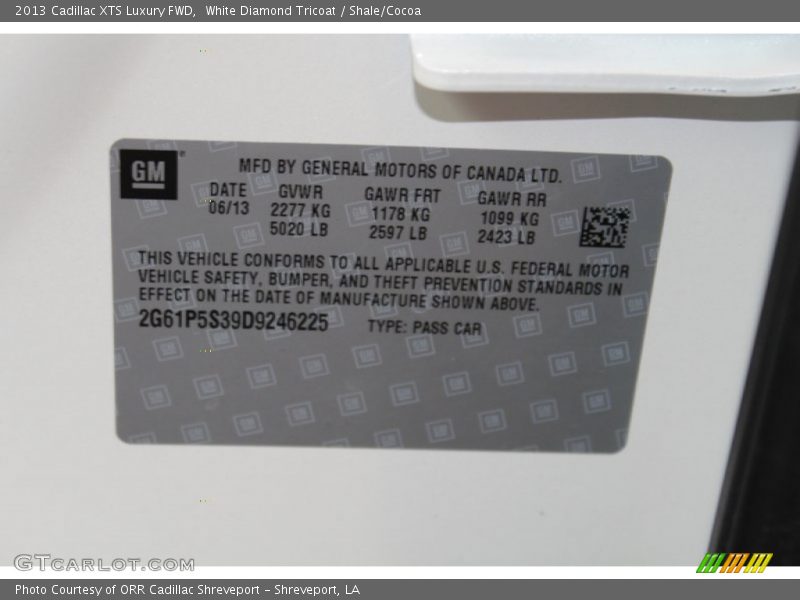 2013 Cadillac XTS Luxury FWD,  White Diamond Tricoat / Shale/Cocoa
GM
MFD BY GENERAL MOTORS OF CANADA LTD.
DATE GVWR GAWR FRT GAWR RR
06/13 2277 KG 1178 KG 1099 KG
5020 LB 2597 LB 2423 LB
THIS VEHICLE CONFORMS TO ALL APPLICABLE U.S. FEDERAL MOTOR
VEHICLE SAFETY, BUMPER, AND THEFT PREVENTION STANDARDS IN
EFFECT ON THE DATE OF MANUFACTURE SHOWN ABOVE.
2G61P5S39D9246225 TYPE: PASS CAR
GTCARLOT.COM
Photo Courtesy of ORR Cadillac Shreveport - Shreveport, LA